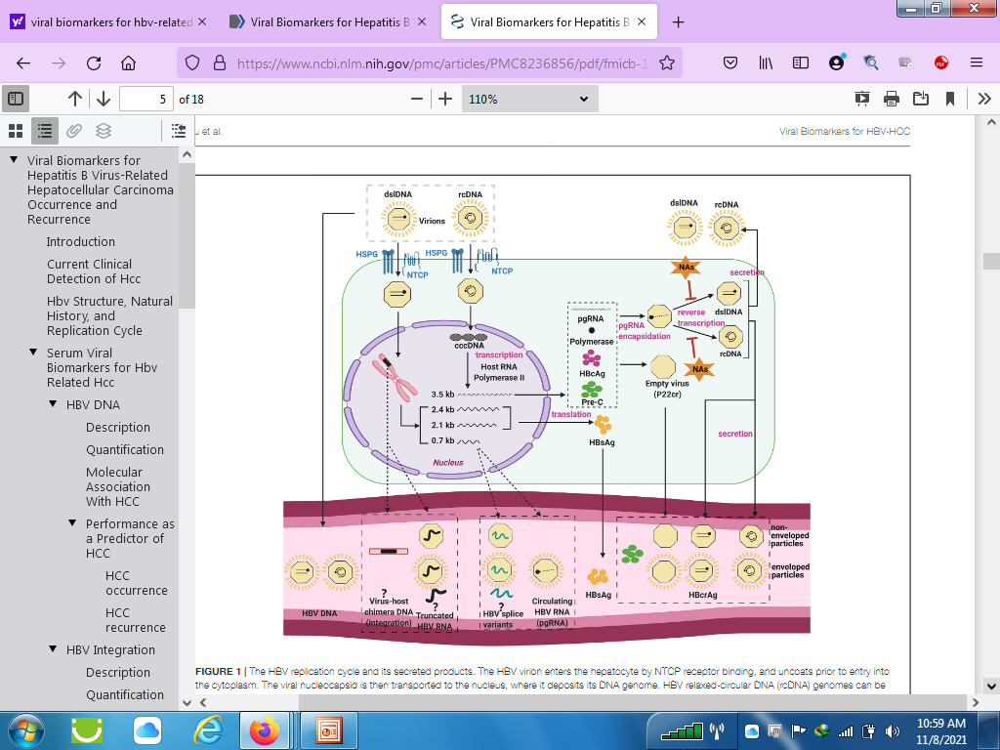 viral biomarkers for hbv-related
Viral Biomarkers for Hepatitis B
Viral Biomarkers for Hepatitis B
https://www.ncbi.nlm.nih.gov/pmc/articles/PMC8236856/pdf/fmicb-1
5 of 18
110%
u et al.
Viral Biomarkers for HBV-HCC
Viral Biomarkers for
Hepatitis B Virus-Related
Hepatocellular Carcinoma
Occurrence and
Recurrence
Introduction
Current Clinical
Detection of Hcc
Hbv Structure, Natural
History, and
Replication Cycle
Serum Viral
Biomarkers for Hbv
Related Hcc
HBV DNA
Description
Quantification
Molecular
Association
With HCC
Performance as
a Predictor of
HCC
HCC
occurrence
HCC
recurrence
HBV Integration
Description
Quantification
dslDNA
rcDNA
Virions
HSPG
NTCP
HSPG
NTCP
dslDNA
rcDNA
NAs
secretion
cccDNA
transcription
Host RNA
Polymerase II
3.5 kb
2.4 kb
2.1 kb
0.7 kb
Nucleus
pgRNA
Polymerase
HBcAg
Pre-C
translation
HBsAg
pgRNA
encapsidation
reverse
transcription
dslDNA
rcDNA
NAs
Empty virus
(P22cr)
secretion
HBV DNA
?
Virus-host
chimera DNA
(integration)
?
Truncated
HBV RNA
?
HBV splice
variants
Circulating
HBV RNA
(pgRNA)
HBsAg
HBcrAg
non-
enveloped
particles
enveloped
particles
FIGURE 1 | The HBV replication cycle and its secreted products. The HBV virion enters the hepatocyte by NTCP receptor binding, and uncoats prior to entry into
the cytoplasm. The viral nucleocapsid is then transported to the nucleus, where it deposits its DNA genome. HBV relaxed-circular DNA (rcDNA) genomes can be
10:59 AM
11/8/2021